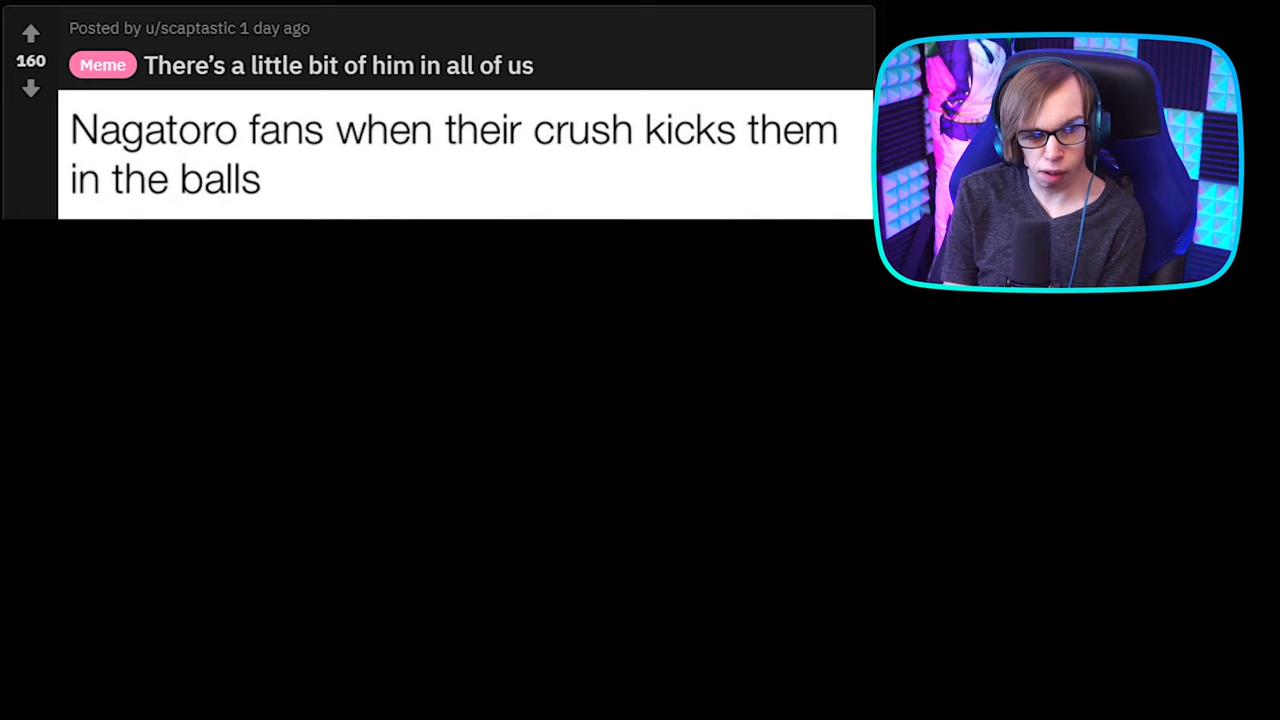 Posted by u/scaptastic 1 day ago
160
Meme There’s a little bit of him in all of us
Nagatoro fans when their crush kicks them
in the balls